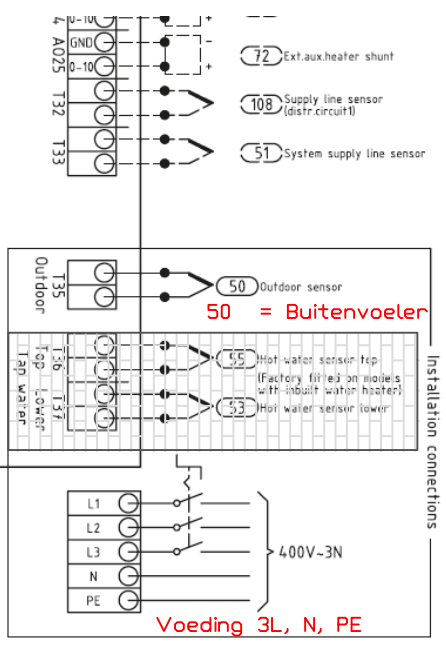 4 0-10 +
AO25 GND -
72 Ext.aux.heater shunt
0-10 +
T32 108 Supply line sensor
(distr.circuit1)
T33 51 System supply line sensor
Outdoor T35 50 Outdoor sensor
50 = Buitenvoeler
Tap water Top T36 55 Hot water sensor top
(Factory fitted on models
with inbuilt water heater)
Lower T37 53 Hot water sensor lower
Installation connections
L1
L2
L3 400V~3N
N
PE
Voeding 3L, N, PE